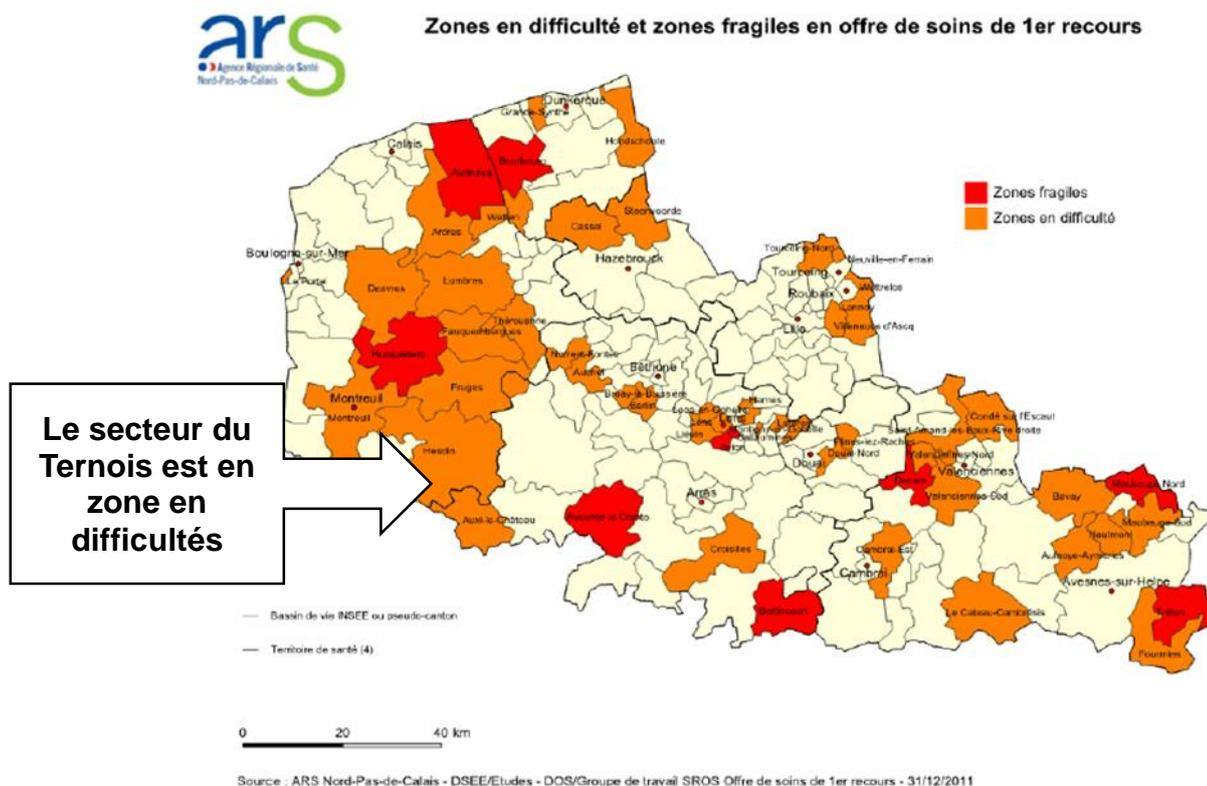 ars
Agence Régionale de Santé
Nord-Pas-de-Calais
Zones en difficulté et zones fragiles en offre de soins de 1er recours
Zones fragiles
Zones en difficulté
Dunkerque
Grande-Synthe
Hondschoote
Calais
Audruicq
Bourbourg
Watten
Ardres
Steenvoorde
Cassel
Hazebrouck
Boulogne-sur-Mer
Le Portel
Desvres
Lumbres
Thérouanne
Fauquembergues
Hucqueliers
Fruges
Montreuil
Montreuil
Hesdin
Auxi-le-Château
Tourcoing-Nord
Neuville-en-Ferrain
Tourcoing
Roubaix
Wattrelos
Lannoy
Lille
Villeneuve d'Ascq
Norrent-Fontes
Auchel
Béthune
Barlin
Harnes
Lens
Lens
Liévin
Douai
Douai-Nord
Arras
Avesnes-le-Comte
Croisilles
Bertincourt
Condé sur l'Escaut
Saint-Amand-les-Eaux-Rive droite
Valenciennes-Nord
Valenciennes
Denain
Valenciennes-Sud
Bavay
Maubeuge Nord
Maubeuge-Sud
Hautmont
Aulnoye-Aymeries
Avesnes-sur-Helpe
Cambrai-Est
Cambrai
Le Cateau-Cambrésis
Trélon
Fourmies
Le secteur du
Ternois est en
zone en
difficultés
Bassin de vie INSEE ou pseudo-canton
Territoire de santé (4)
0 20 40 km
Source : ARS Nord-Pas-de-Calais - DSEE/Etudes - DOS/Groupe de travail SROS Offre de soins de 1er recours - 31/12/2011